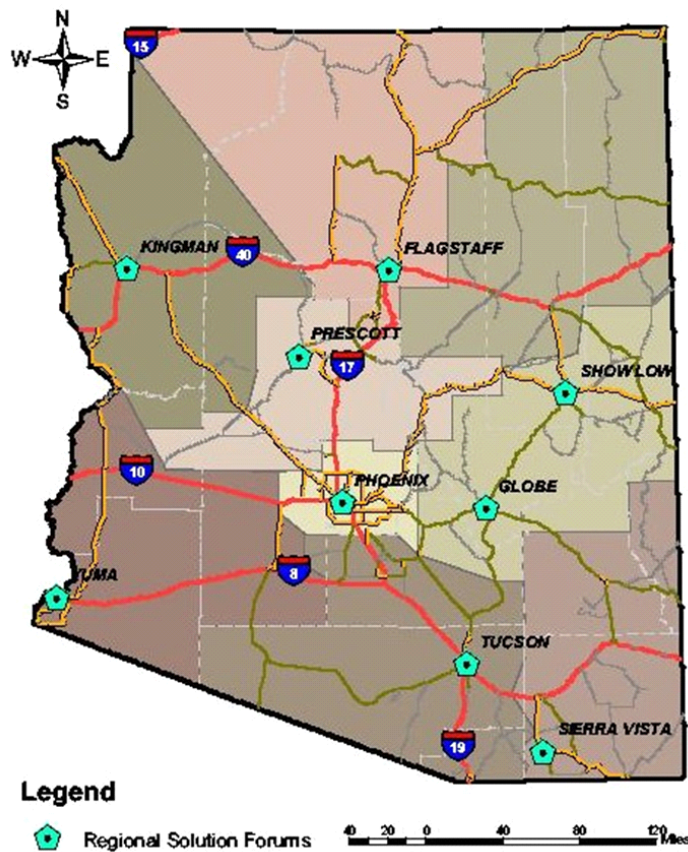 N
W E
S
15
KINGMAN
40
FLAGSTAFF
PRESCOTT
17
SHOWLOW
10
PHOENIX
GLOBE
YUMA
8
TUCSON
SIERRA VISTA
19
Legend
Regional Solution Forums
40 20 0 40 80 120
Miles